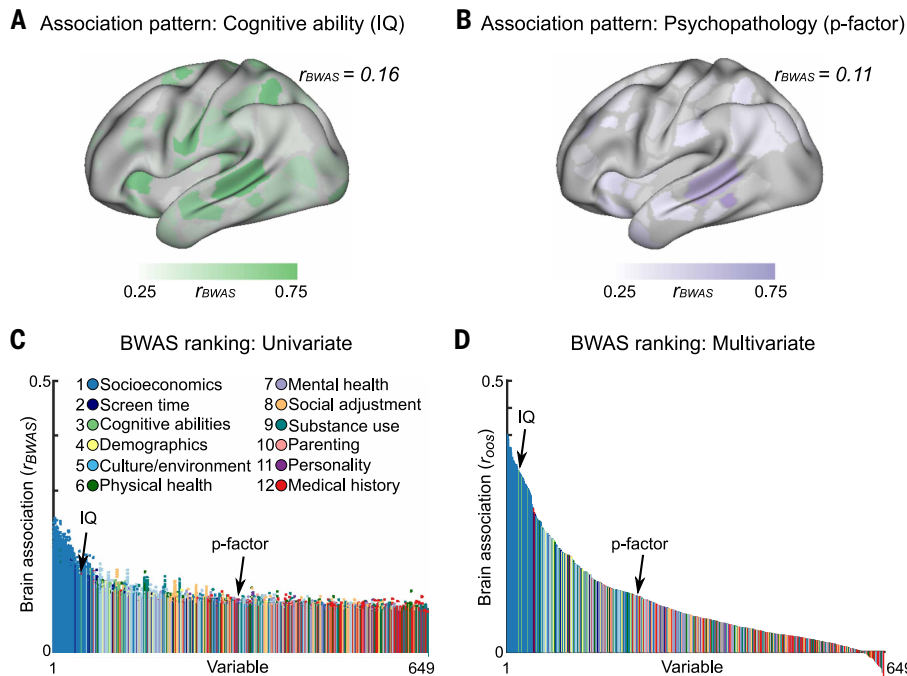 A Association pattern: Cognitive ability (IQ)
rBWAS = 0.16
0.25 rBWAS 0.75
B Association pattern: Psychopathology (p-factor)
rBWAS = 0.11
0.25 rBWAS 0.75
C BWAS ranking: Univariate
Brain association (rBWAS)
0.5
0
1 Socioeconomics
2 Screen time
3 Cognitive abilities
4 Demographics
5 Culture/environment
6 Physical health
7 Mental health
8 Social adjustment
9 Substance use
10 Parenting
11 Personality
12 Medical history
IQ
p-factor
1 Variable 649
D BWAS ranking: Multivariate
Brain association (roos)
0.5
0
IQ
p-factor
1 Variable 649